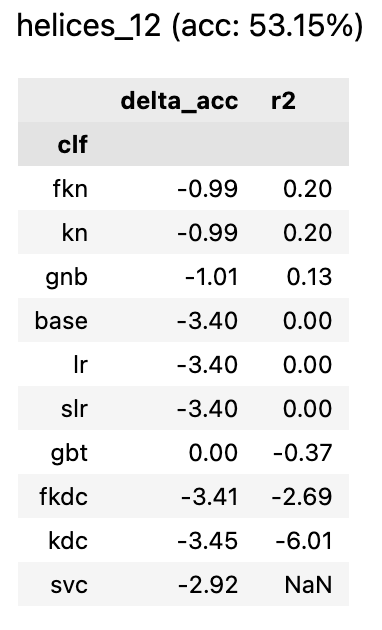 helices_12 (acc: 53.15%)
delta_acc r2
clf
fkn -0.99 0.20
kn -0.99 0.20
gnb -1.01 0.13
base -3.40 0.00
lr -3.40 0.00
slr -3.40 0.00
gbt 0.00 -0.37
fkdc -3.41 -2.69
kdc -3.45 -6.01
svc -2.92 NaN